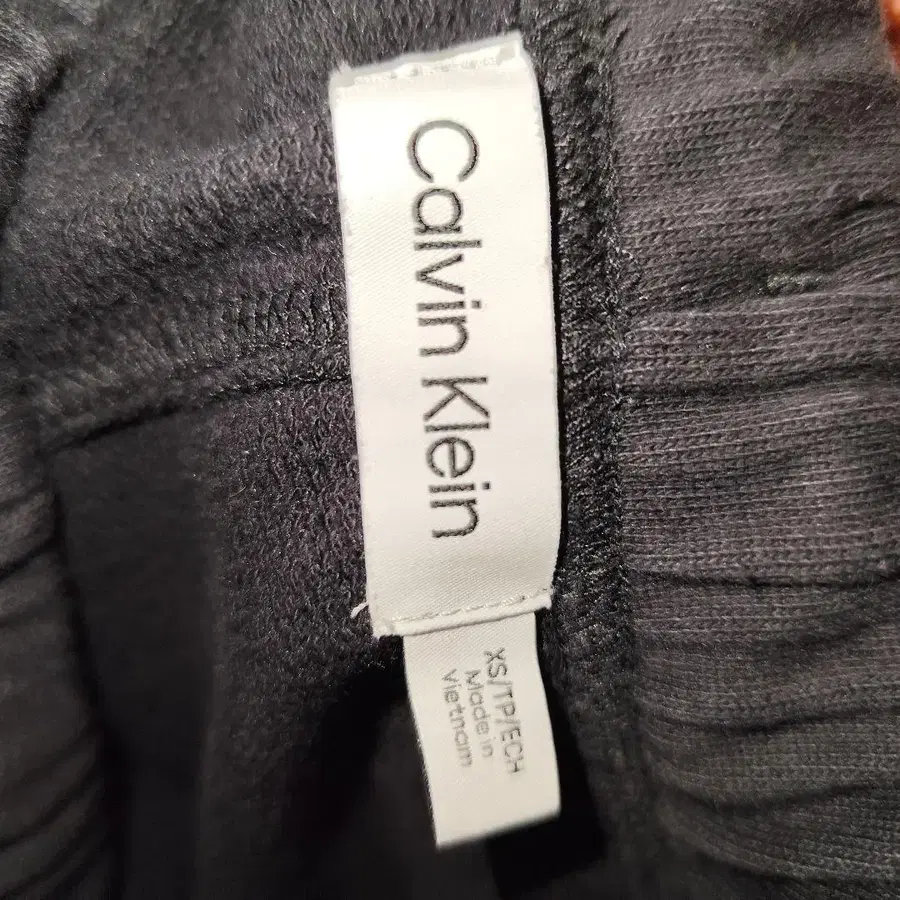 Calvin Klein
XS/TP/ECH
Made in
Vietnam